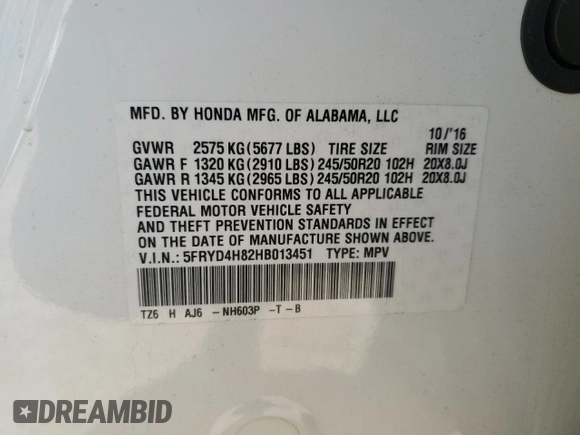 MFD. BY HONDA MFG. OF ALABAMA, LLC
10/'16
GVWR 2575 KG (5677 LBS) TIRE SIZE RIM SIZE
GAWR F 1320 KG (2910 LBS) 245/50R20 102H 20X8.0J
GAWR R 1345 KG (2965 LBS) 245/50R20 102H 20X8.0J
THIS VEHICLE CONFORMS TO ALL APPLICABLE
FEDERAL MOTOR VEHICLE SAFETY
AND THEFT PREVENTION STANDARDS IN EFFECT
ON THE DATE OF MANUFACTURE SHOWN ABOVE.
V.I.N.: 5FRYD4H82HB013451 TYPE: MPV
TZ6 H AJ6 -NH603P -T-B
DREAMBID